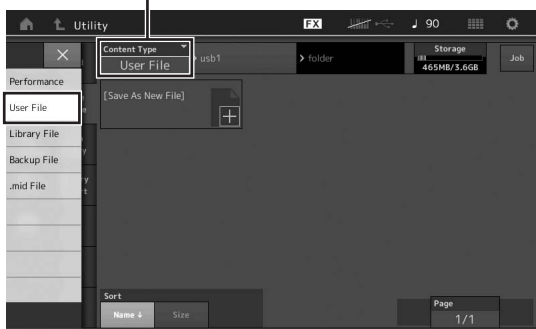 Utility
FX
90
Content Type
User File
usb1
> folder
Storage
465MB/3.6GB
Job
Performance
User File
Library File
Backup File
.mid File
[Save As New File]
Sort
Name ↓
Size
Page
1/1